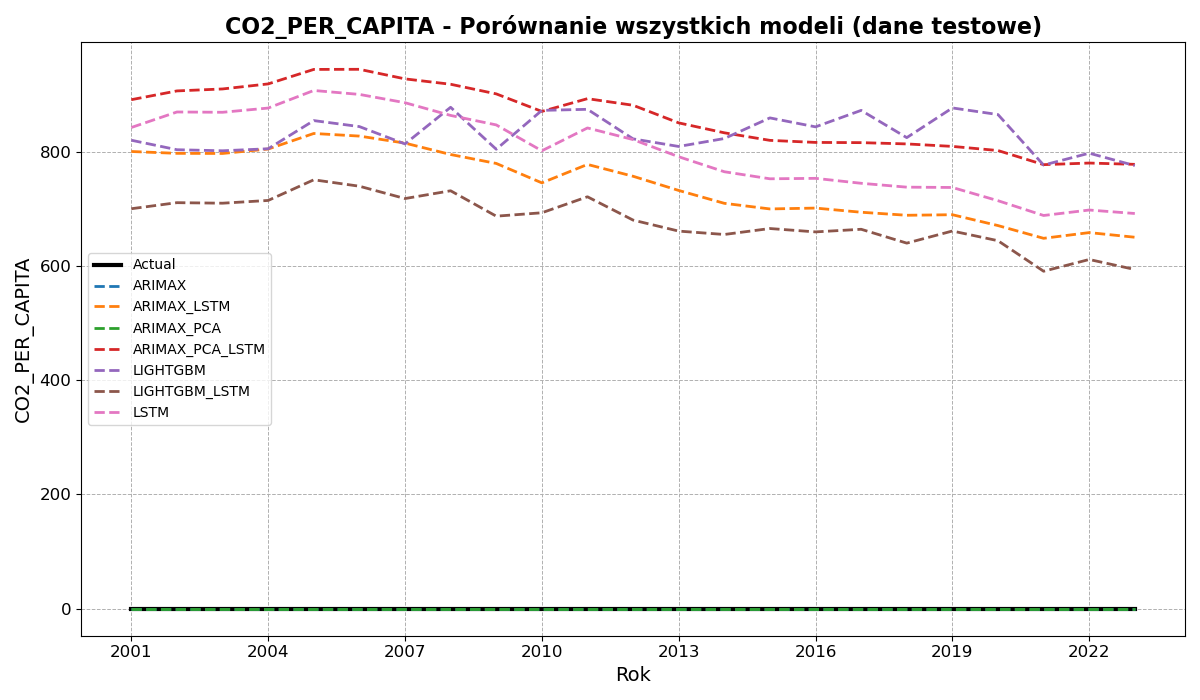 CO2_PER_CAPITA - Porównanie wszystkich modeli (dane testowe)
CO2_PER_CAPITA
800
600
400
200
0
Actual
ARIMAX
ARIMAX_LSTM
ARIMAX_PCA
ARIMAX_PCA_LSTM
LIGHTGBM
LIGHTGBM_LSTM
LSTM
2001 2004 2007 2010 2013 2016 2019 2022
Rok